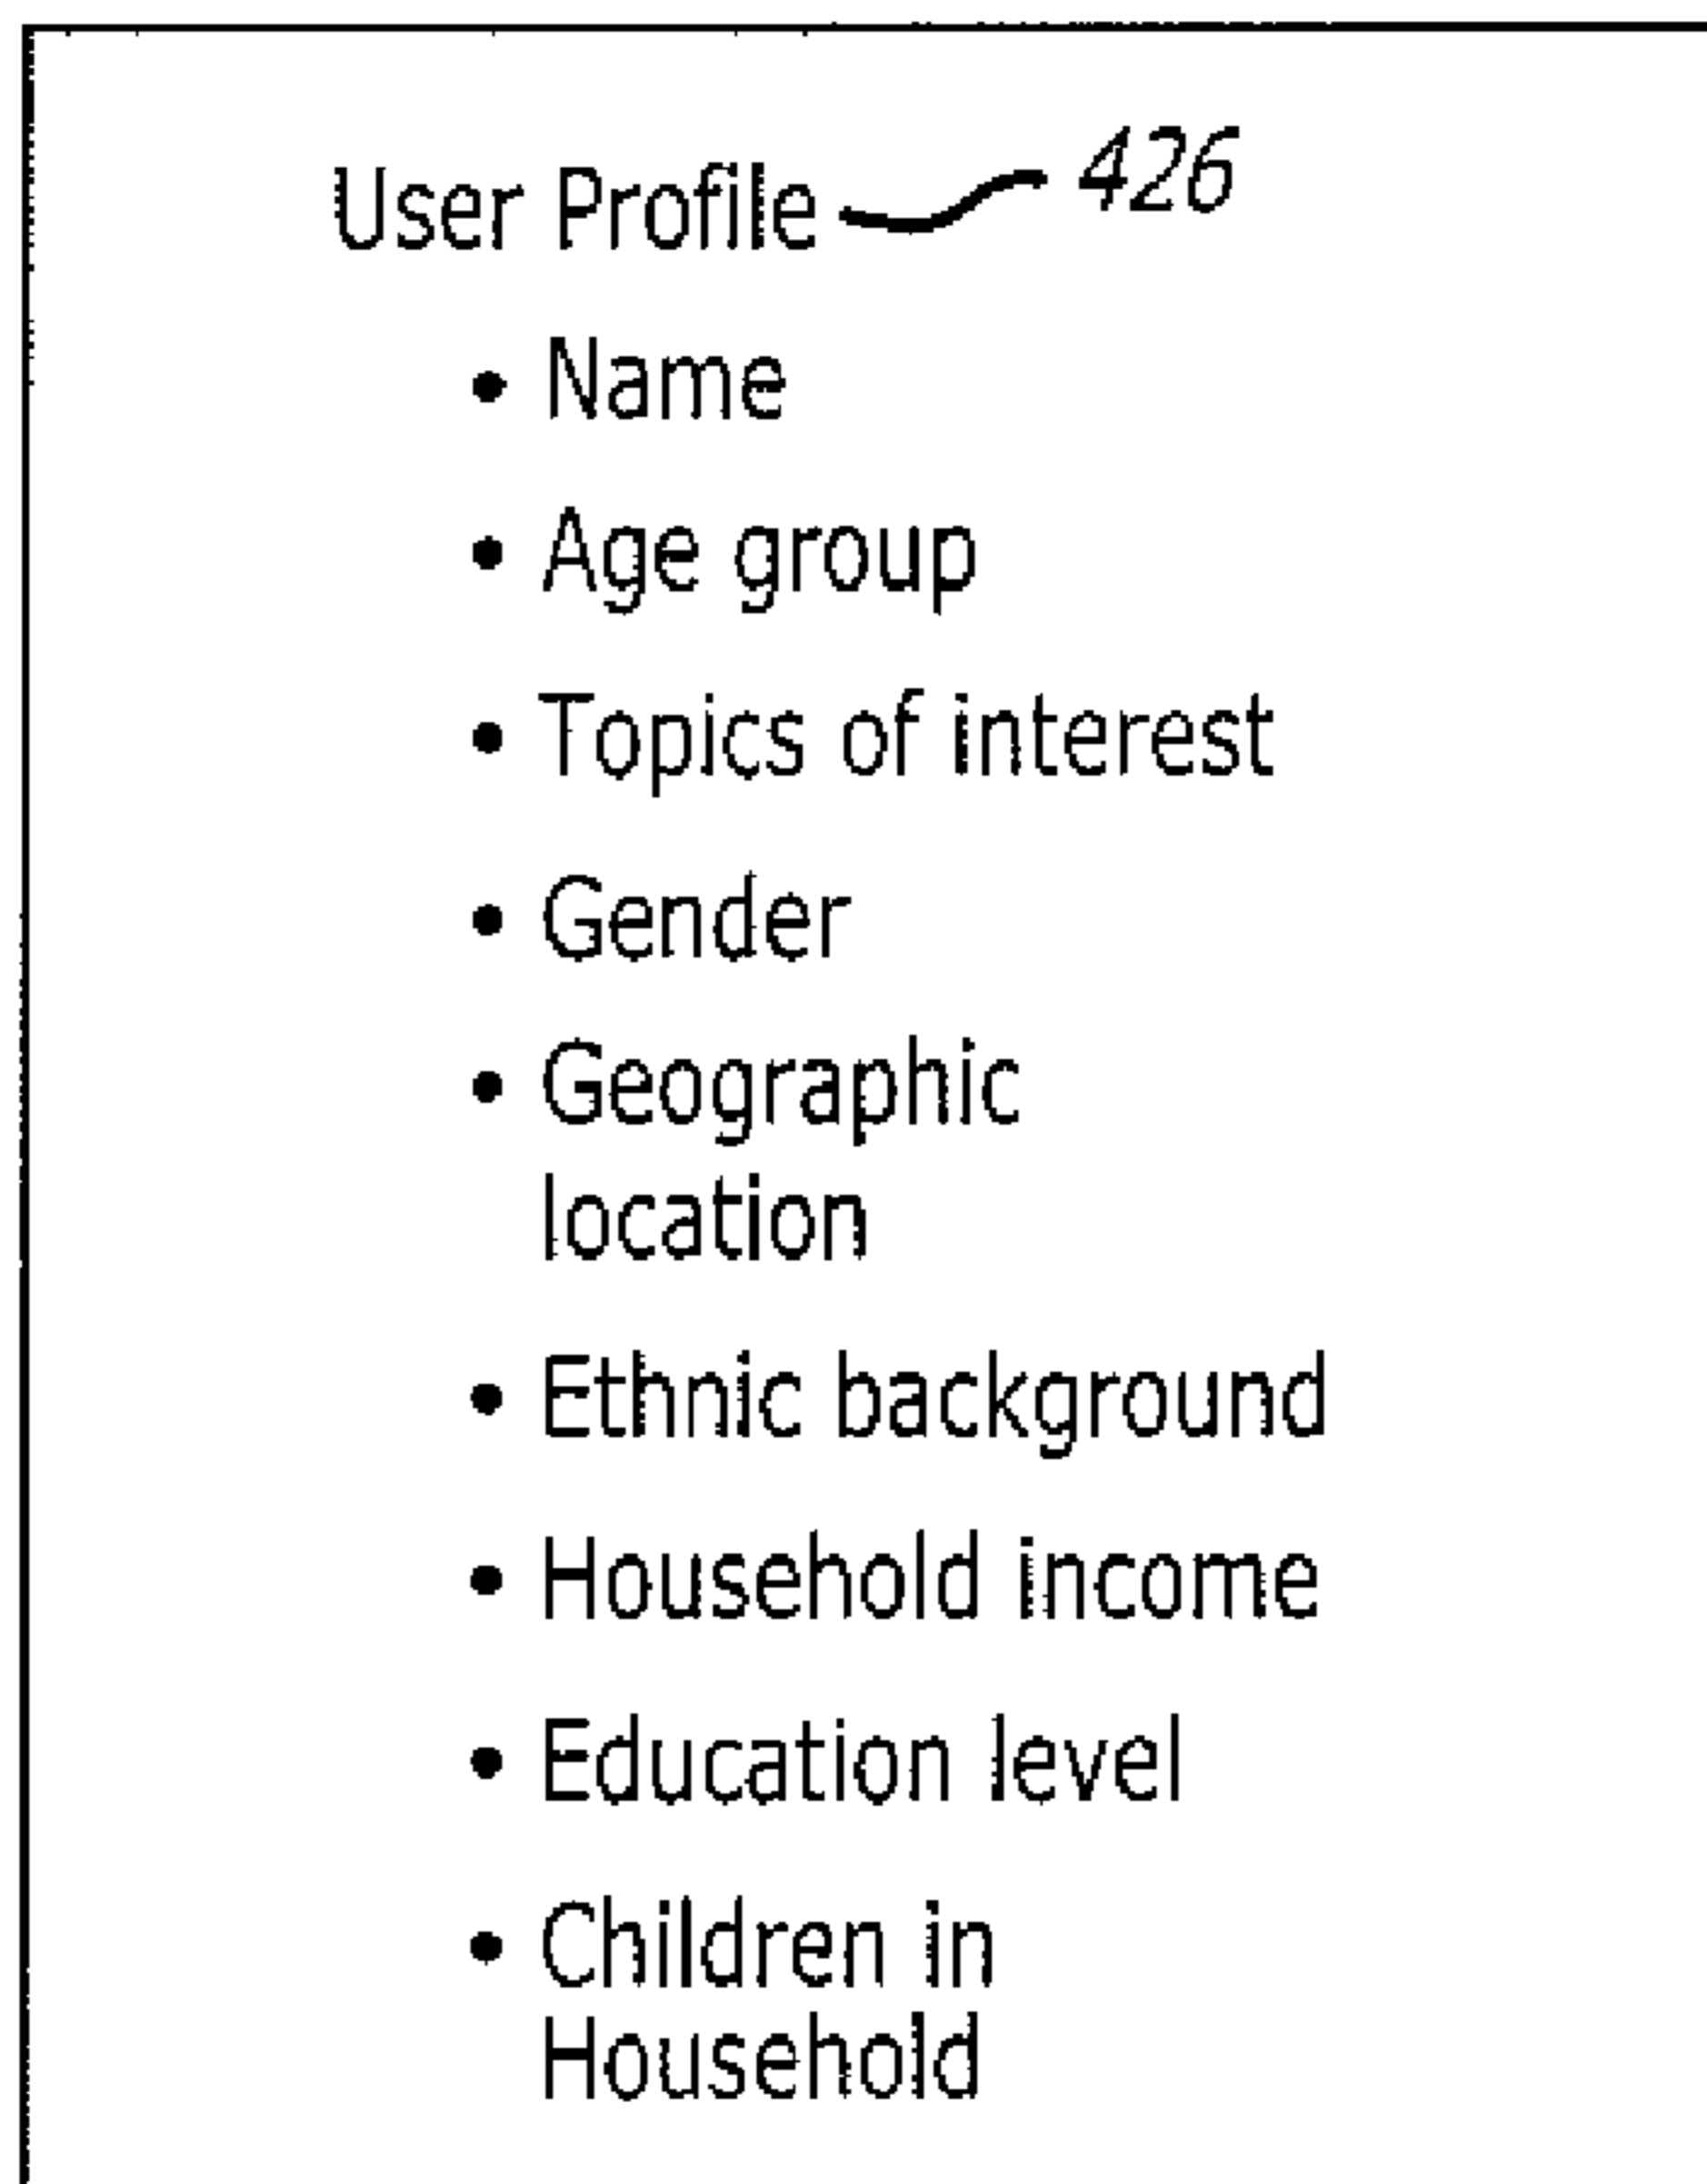 User Profile 426
• Name
• Age group
• Topics of interest
• Gender
• Geographic
location
• Ethnic background
• Household income
• Education level
• Children in
Household